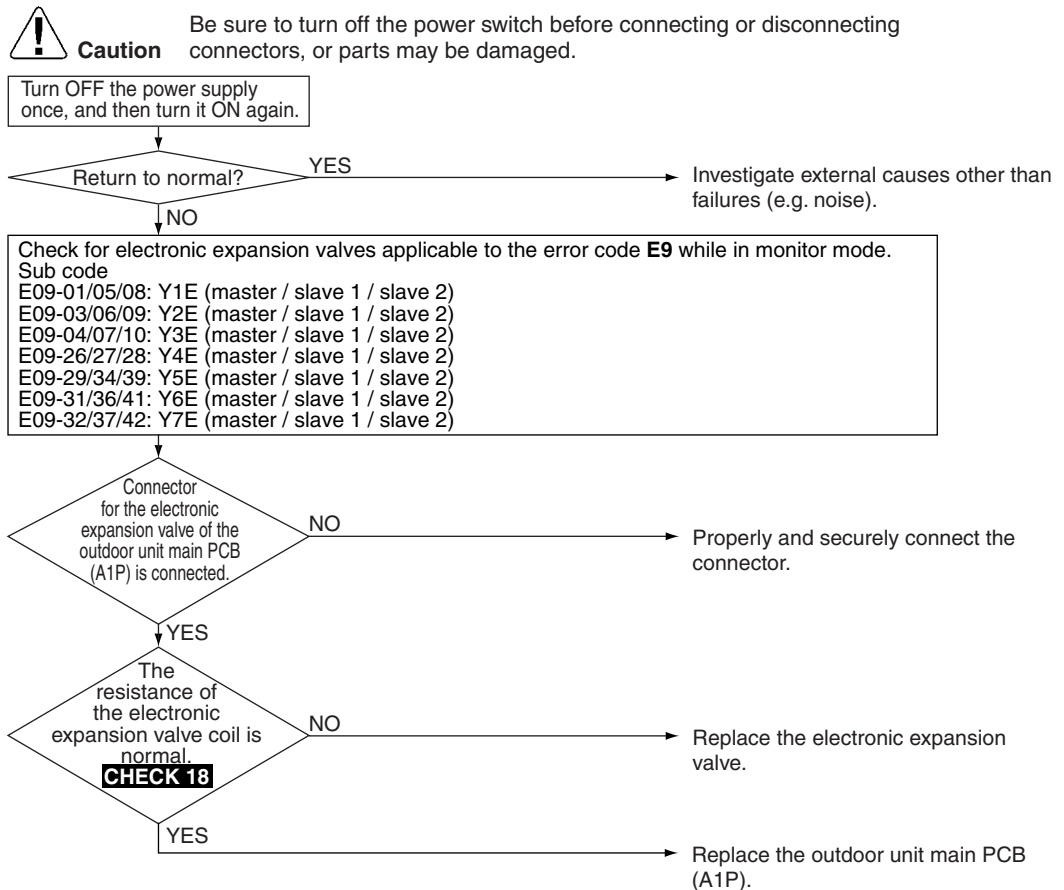 Be sure to turn off the power switch before connecting or disconnecting
Caution connectors, or parts may be damaged.
Turn OFF the power supply
once, and then turn it ON again.
Return to normal?
YES
Investigate external causes other than
failures (e.g. noise).
NO
Check for electronic expansion valves applicable to the error code E9 while in monitor mode.
Sub code
E09-01/05/08: Y1E (master / slave 1 / slave 2)
E09-03/06/09: Y2E (master / slave 1 / slave 2)
E09-04/07/10: Y3E (master / slave 1 / slave 2)
E09-26/27/28: Y4E (master / slave 1 / slave 2)
E09-29/34/39: Y5E (master / slave 1 / slave 2)
E09-31/36/41: Y6E (master / slave 1 / slave 2)
E09-32/37/42: Y7E (master / slave 1 / slave 2)
Connector
for the electronic
expansion valve of the
outdoor unit main PCB
(A1P) is connected.
NO
Properly and securely connect the
connector.
YES
The
resistance of
the electronic
expansion valve coil is
normal.
CHECK 18
NO
Replace the electronic expansion
valve.
YES
Replace the outdoor unit main PCB
(A1P).